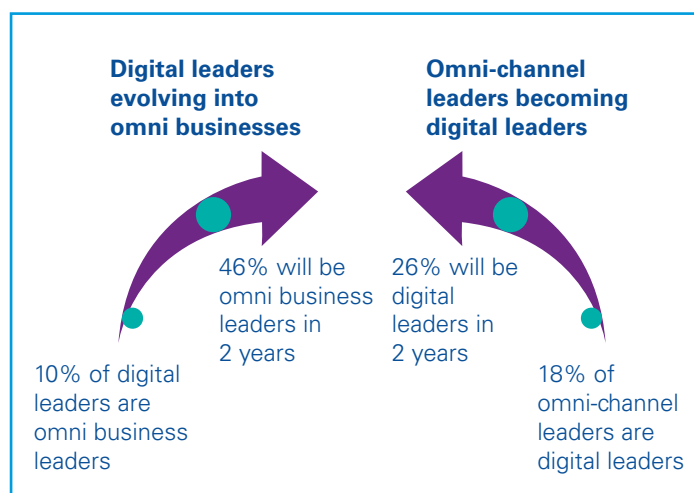 Digital leaders
evolving into
omni businesses
46% will be
omni business
leaders in
2 years
10% of digital
leaders are
omni business
leaders
Omni-channel
leaders becoming
digital leaders
26% will be
digital
leaders in
2 years
18% of
omni-channel
leaders are
digital leaders